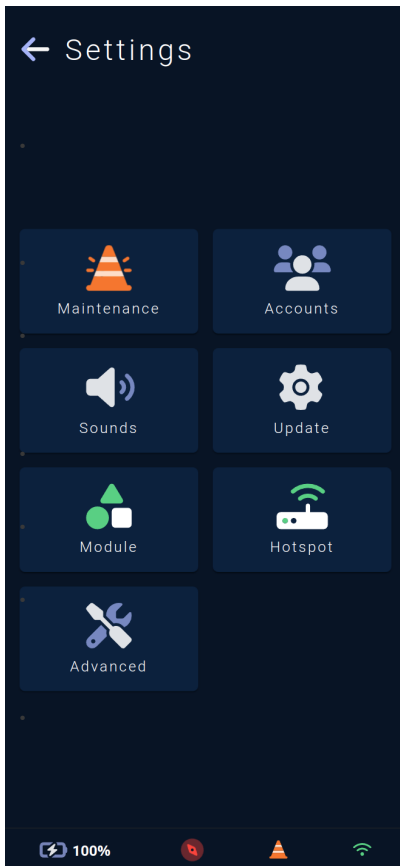 Settings
Maintenance
Accounts
Sounds
Update
Module
Hotspot
Advanced
100%